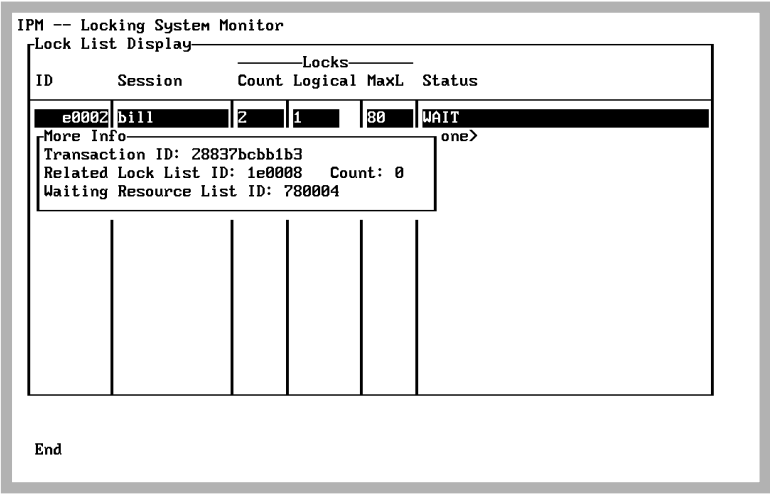 IPM -- Locking System Monitor
Lock List Display
Locks
ID Session Count Logical MaxL Status
e0002 bill 2 1 80 WAIT
More Info one>
Transaction ID: 28837bcbb1b3
Related Lock List ID: 1e0008 Count: 0
Waiting Resource List ID: 780004
End